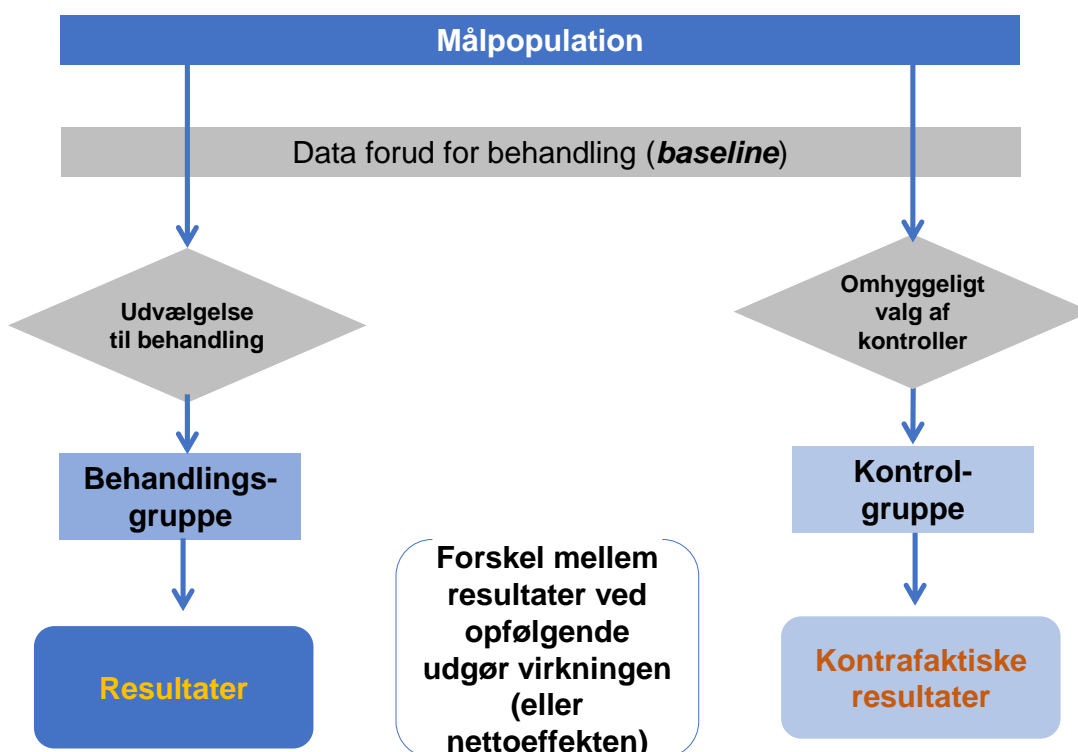 Målpopulation
Data forud for behandling (baseline)
Udvælgelse
til behandling
Omhyggeligt
valg af
kontroller
Behandlings-
gruppe
Kontrol-
gruppe
Forskel mellem
resultater ved
opfølgende
udgør virkningen
(eller
nettoeffekten)
Resultater
Kontrafaktiske
resultater